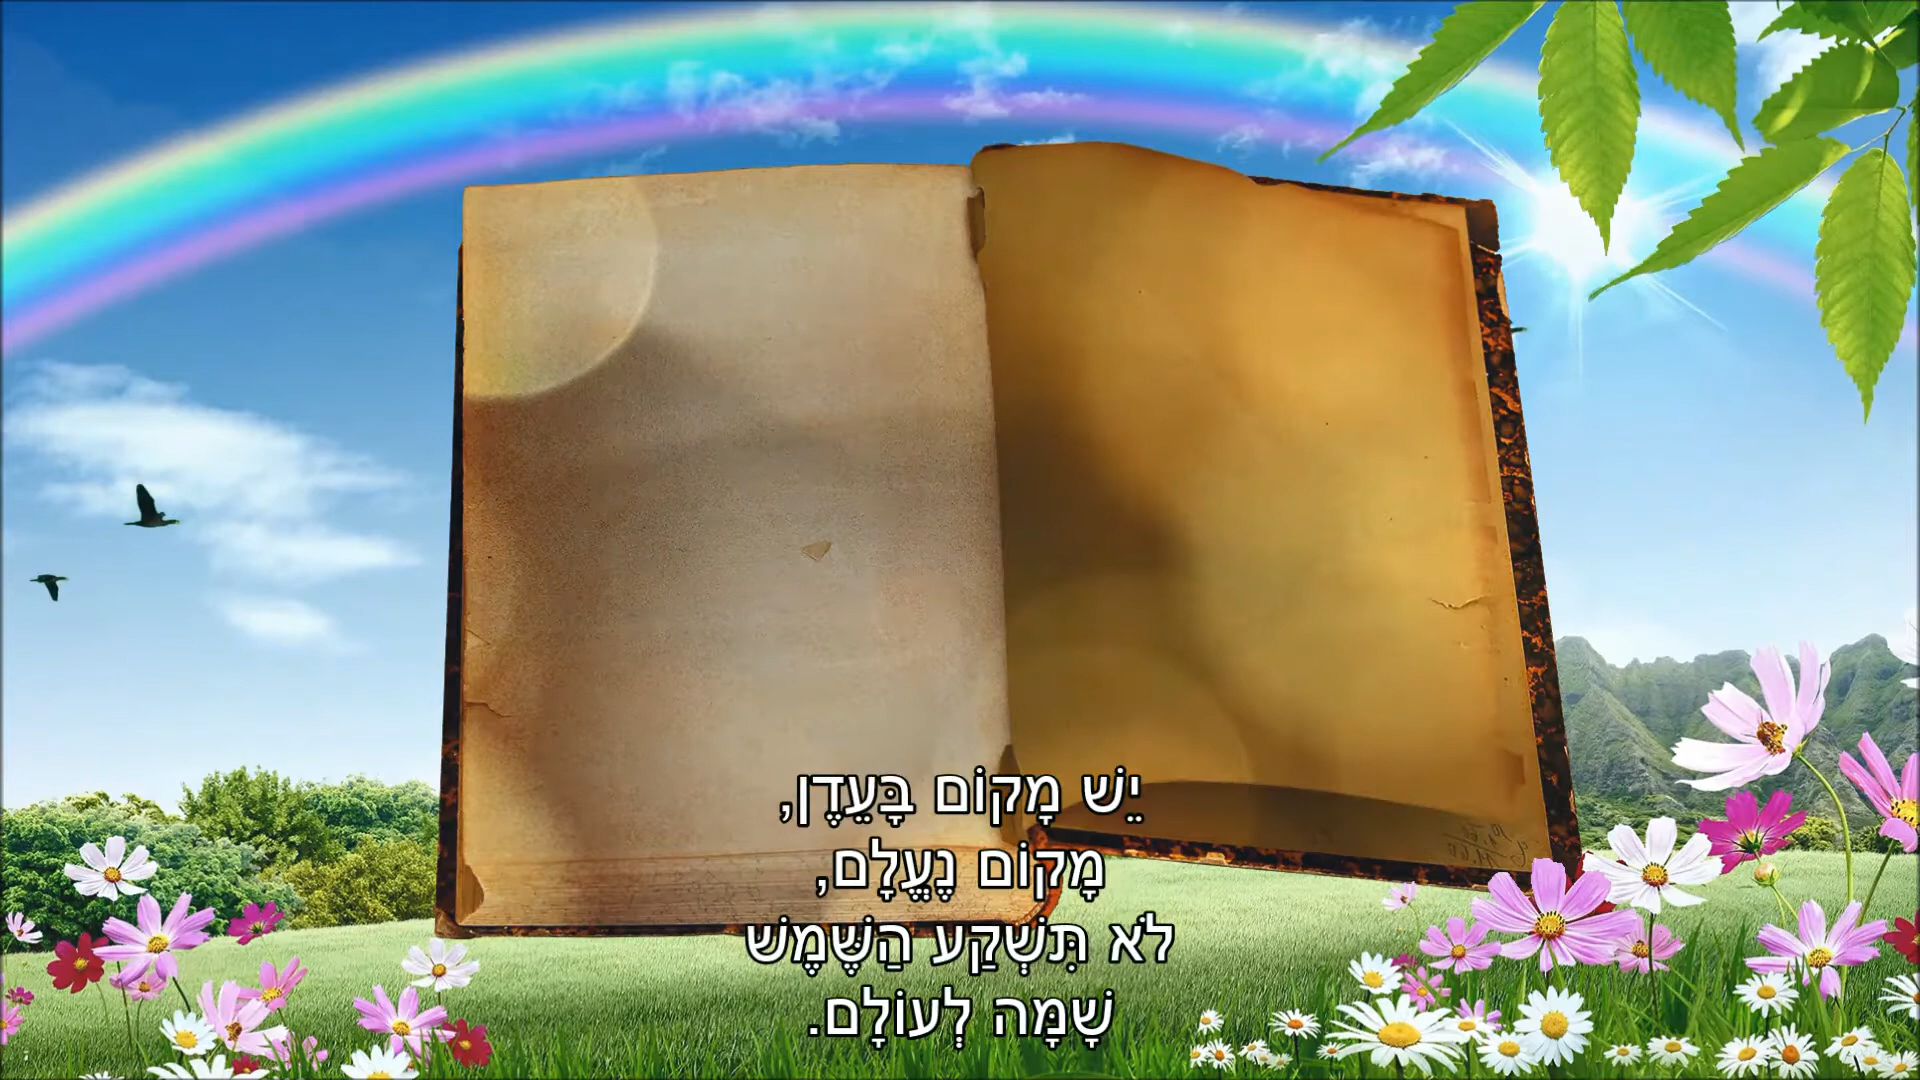 יֵשׁ מָקוֹם בָּעֵדֶן,
מָקוֹם נֶעֱלָם,
לֹא תִּשְׁקַע הַשֶּׁמֶשׁ
שָׁמָּה לְעוֹלָם.